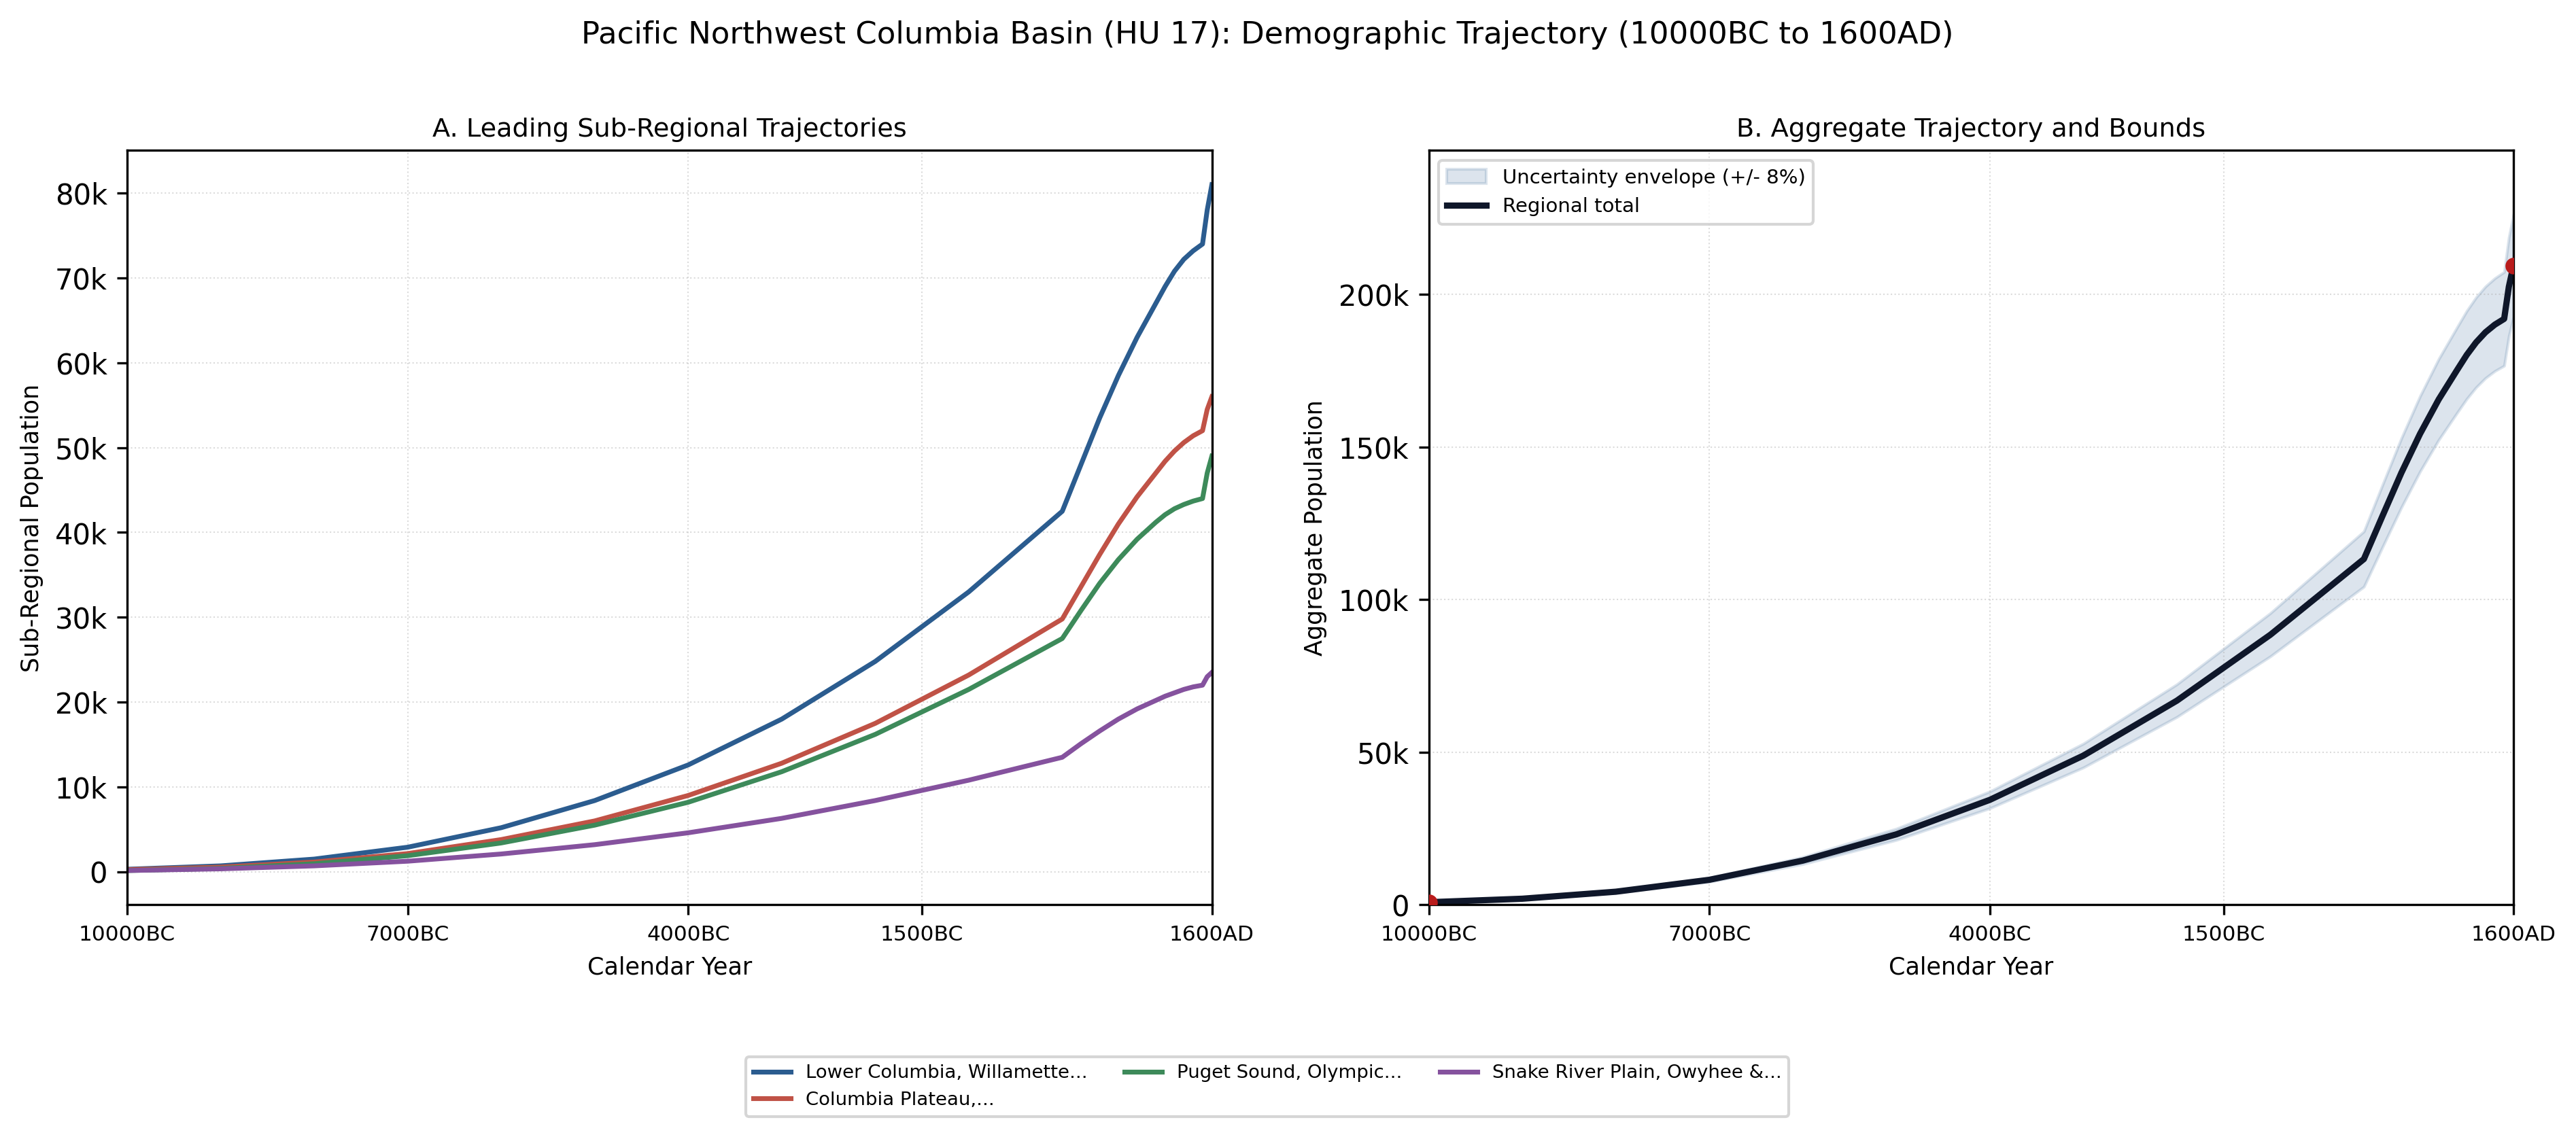 Pacific Northwest Columbia Basin (HU 17): Demographic Trajectory (10000BC to 1600AD)
A. Leading Sub-Regional Trajectories
Sub-Regional Population
80k
70k
60k
50k
40k
30k
20k
10k
0
10000BC
7000BC
4000BC
1500BC
1600AD
Calendar Year
B. Aggregate Trajectory and Bounds
Uncertainty envelope (+/- 8%)
Regional total
Aggregate Population
200k
150k
100k
50k
0
10000BC
7000BC
4000BC
1500BC
1600AD
Calendar Year
Lower Columbia, Willamette...
Columbia Plateau,...
Puget Sound, Olympic...
Snake River Plain, Owyhee &...